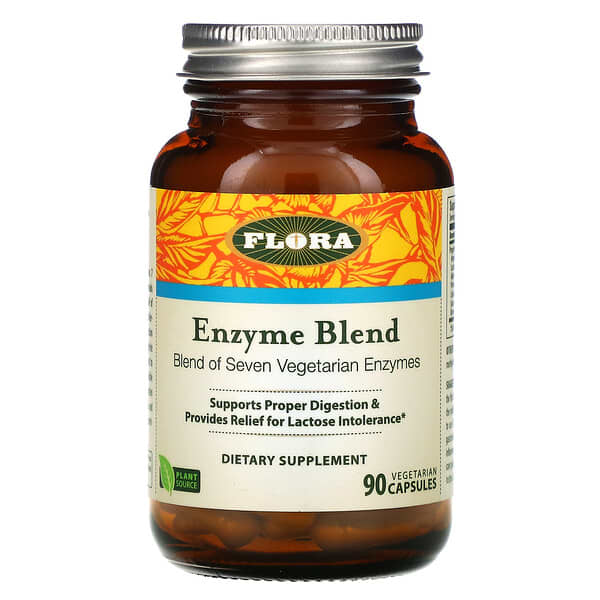 FLORA
Enzyme Blend
Blend of Seven Vegetarian Enzymes
Supports Proper Digestion &
Provides Relief for Lactose Intolerance*
DIETARY SUPPLEMENT
PLANT
SOURCE
90 VEGETARIAN
CAPSULES